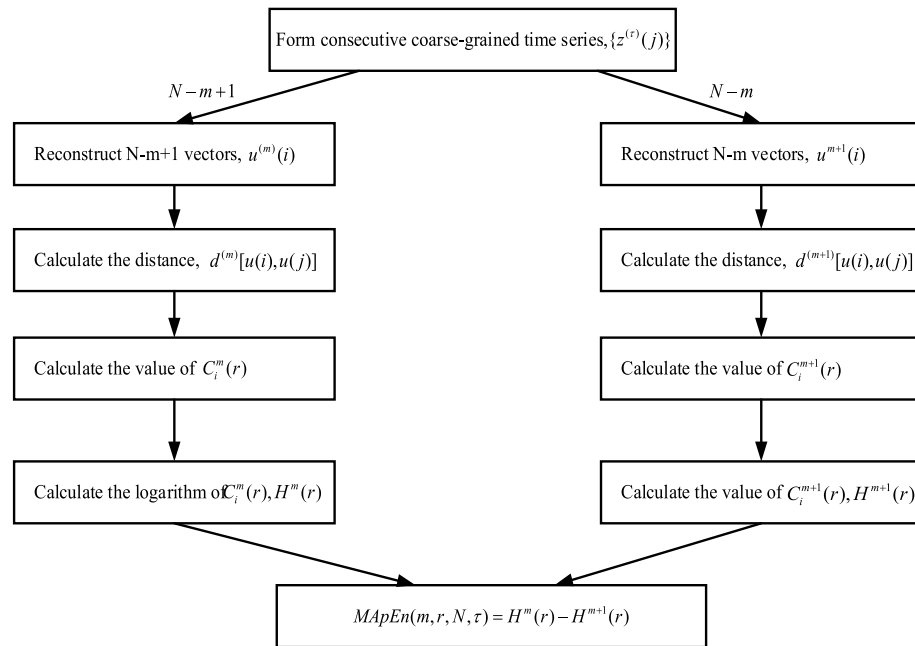 Form consecutive coarse-grained time series,{z^{(τ)}(j)}
N−m+1
N−m
Reconstruct N-m+1 vectors, u^{(m)}(i)
Reconstruct N-m vectors, u^{m+1}(i)
Calculate the distance, d^{(m)}[u(i),u(j)]
Calculate the distance, d^{(m+1)}[u(i),u(j)]
Calculate the value of C_i^m(r)
Calculate the value of C_i^{m+1}(r)
Calculate the logarithm of C_i^m(r), H^m(r)
Calculate the value of C_i^{m+1}(r), H^{m+1}(r)
MApEn(m,r,N,τ) = H^m(r) − H^{m+1}(r)